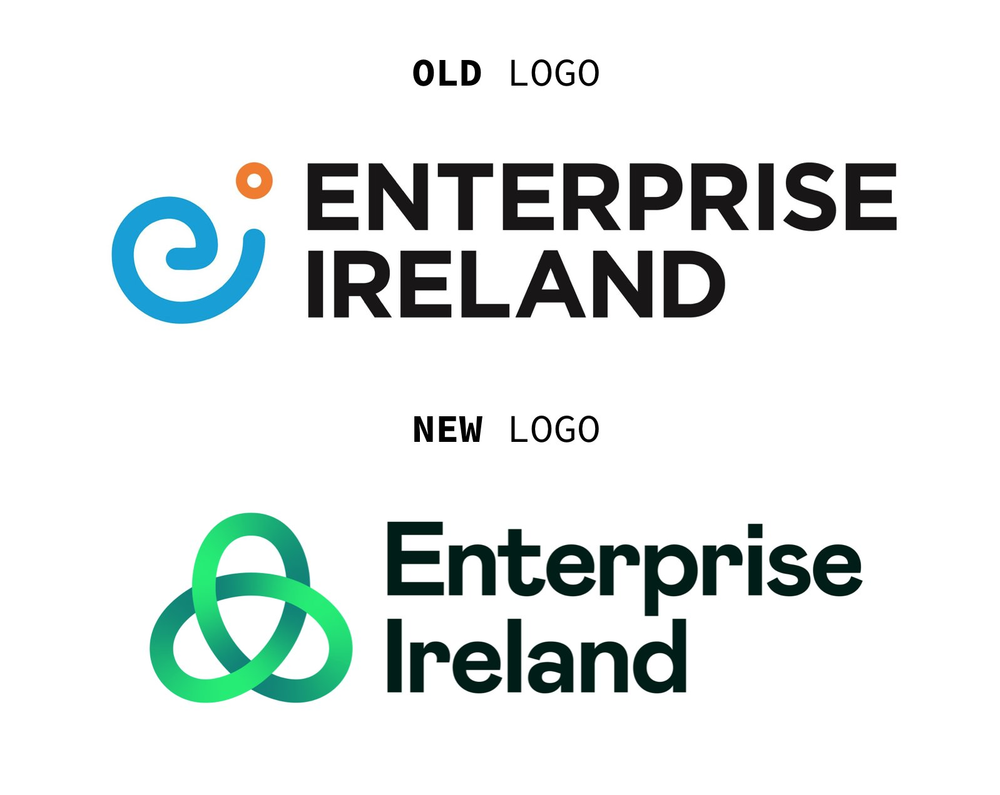 OLD LOGO
ENTERPRISE
IRELAND
NEW LOGO
Enterprise
Ireland